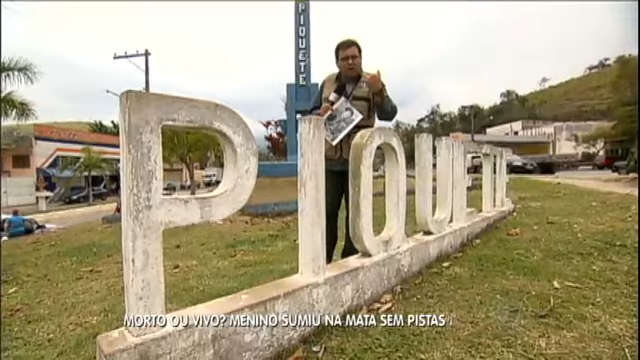 PIQUETE
PIQUETE
MORTO OU VIVO? MENINO SUMIU NA MATA SEM PISTAS